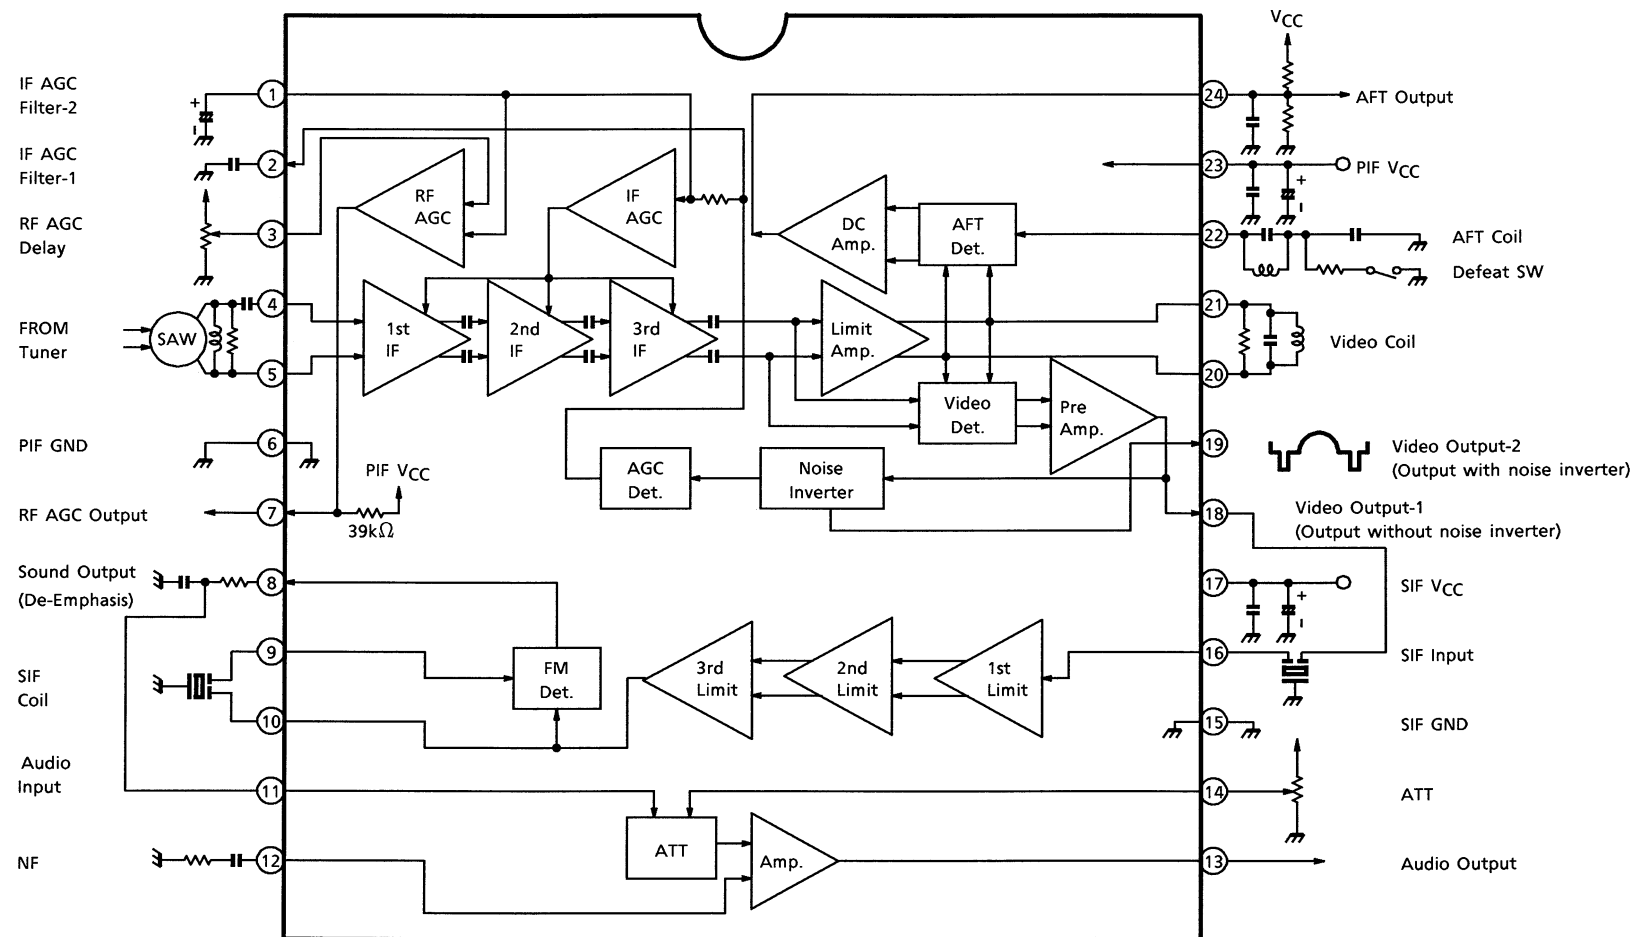 VCC
IF AGC
Filter-2
1
24
AFT Output
IF AGC
Filter-1
2
23
PIF VCC
RF AGC
Delay
3
RF
AGC
IF
AGC
DC
Amp.
AFT
Det.
22
AFT Coil
Defeat SW
FROM
Tuner
SAW
4
5
1st
IF
2nd
IF
3rd
IF
Limit
Amp.
21
20
Video Coil
Video
Det.
Pre
Amp.
PIF GND
6
19
Video Output-2
(Output with noise inverter)
AGC
Det.
Noise
Inverter
RF AGC Output
7
PIF VCC
39kΩ
18
Video Output-1
(Output without noise inverter)
Sound Output
(De-Emphasis)
8
17
SIF VCC
SIF
Coil
9
10
FM
Det.
3rd
Limit
2nd
Limit
1st
Limit
16
SIF Input
15
SIF GND
Audio
Input
11
14
ATT
NF
12
ATT
Amp.
13
Audio Output